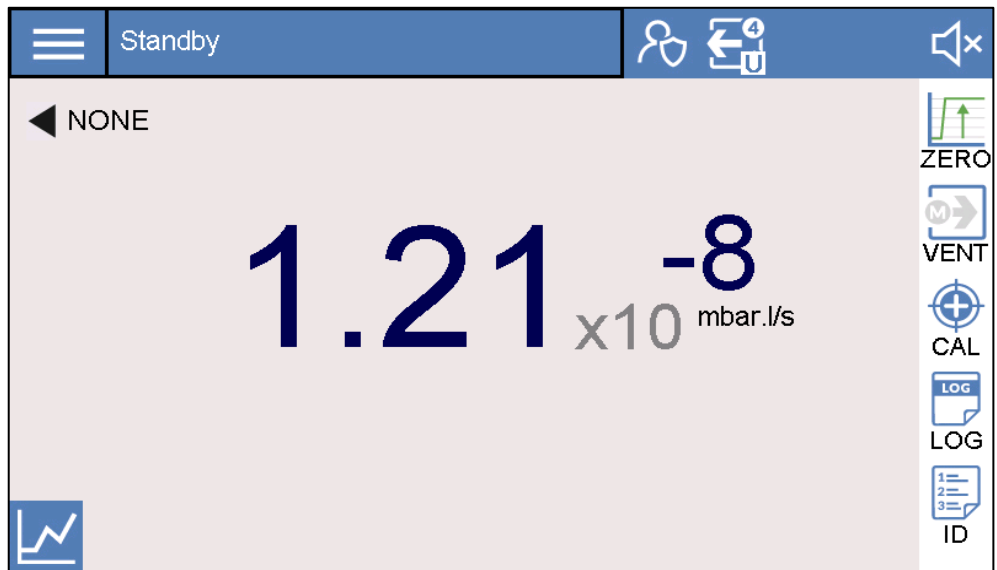 Standby
4
U
NONE
ZERO
M
VENT
1.21 x10 -8
mbar.l/s
CAL
LOG
LOG
1
2
3
ID